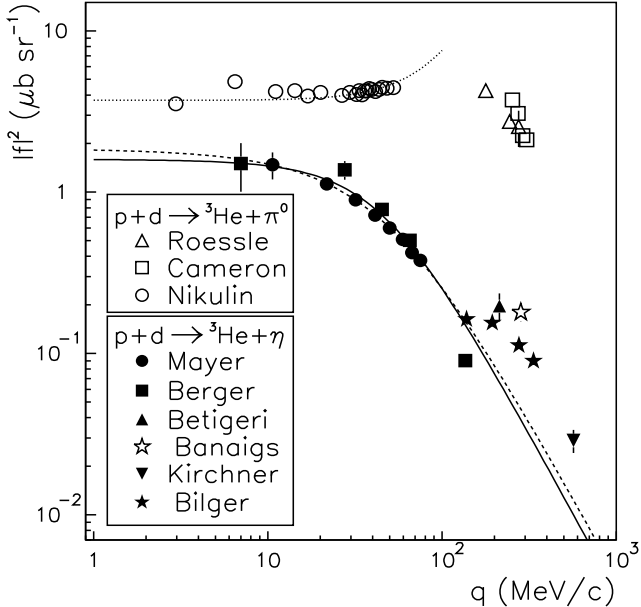 |f|² (μb sr⁻¹)
10
1
10⁻¹
10⁻²
p+d → ³He+π⁰
Roessle
Cameron
Nikulin
p+d → ³He+η
Mayer
Berger
Betigeri
Banaigs
Kirchner
Bilger
1
10
10²
10³
q (MeV/c)